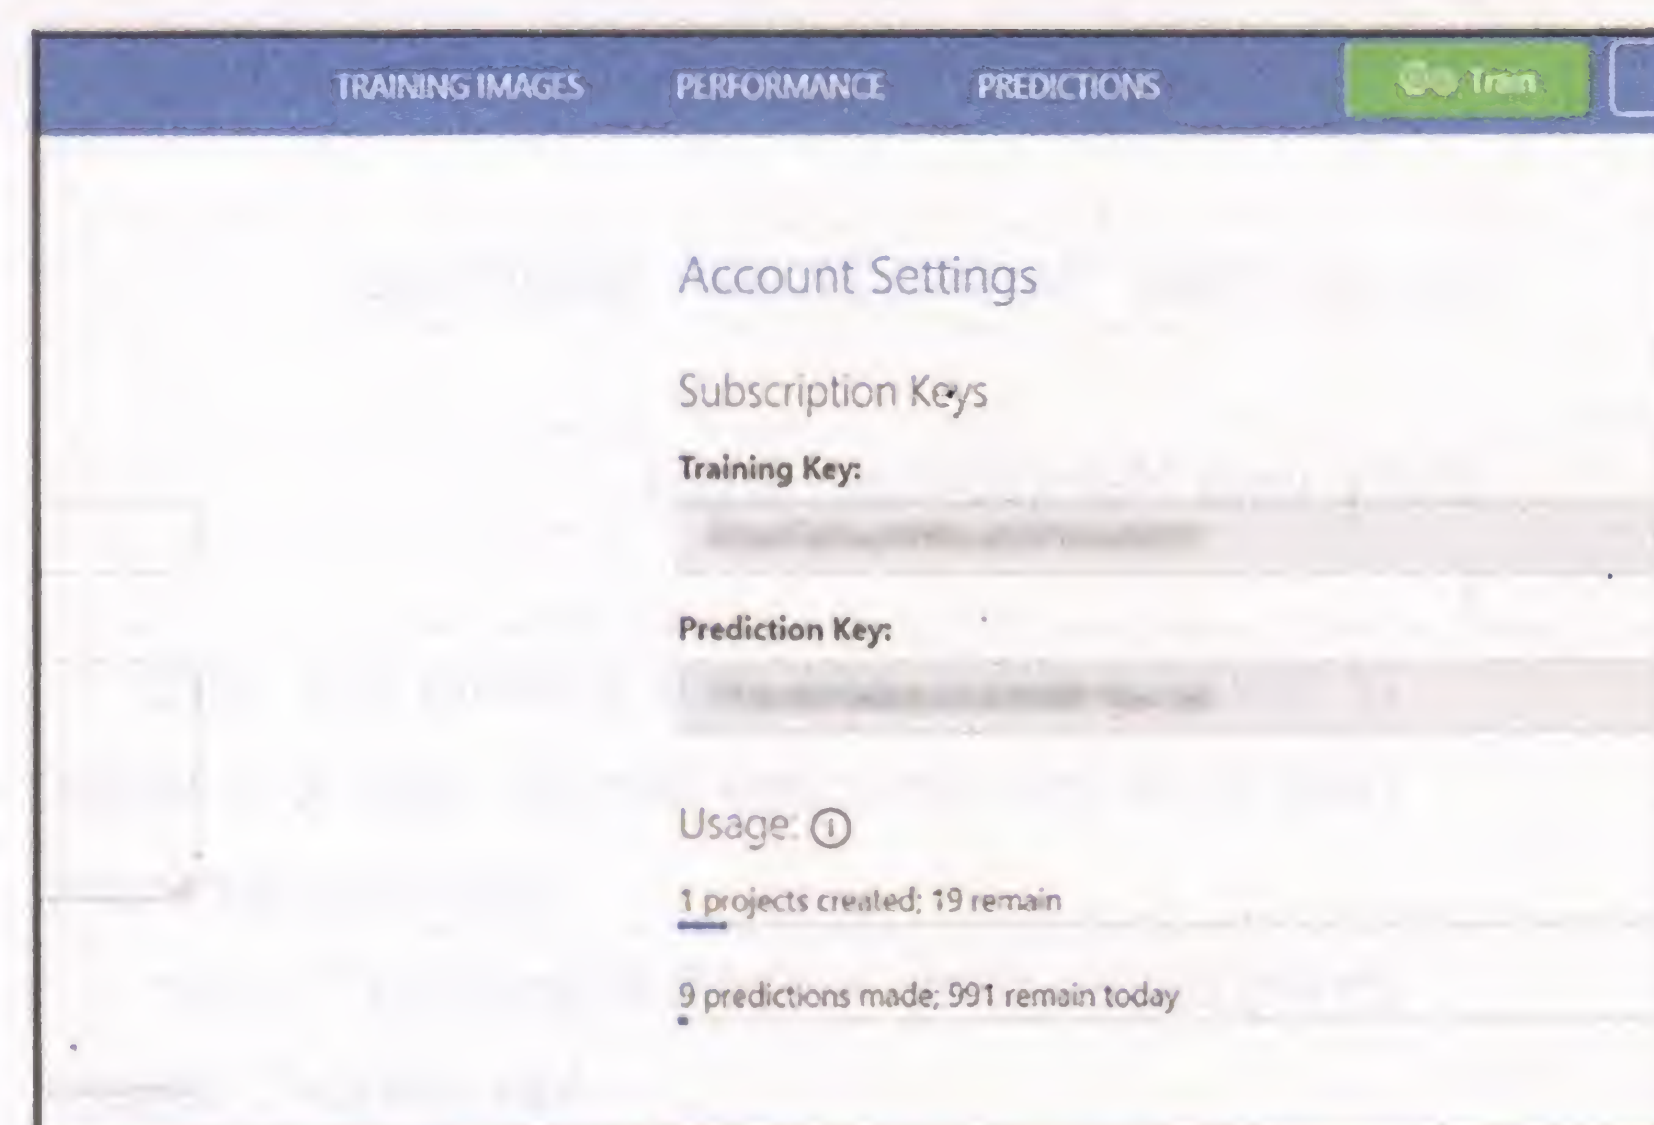 TRAINING IMAGES PERFORMANCE PREDICTIONS Train
Account Settings
Subscription Keys
Training Key:
Prediction Key:
Usage:
1 projects created; 19 remain
9 predictions made; 991 remain today